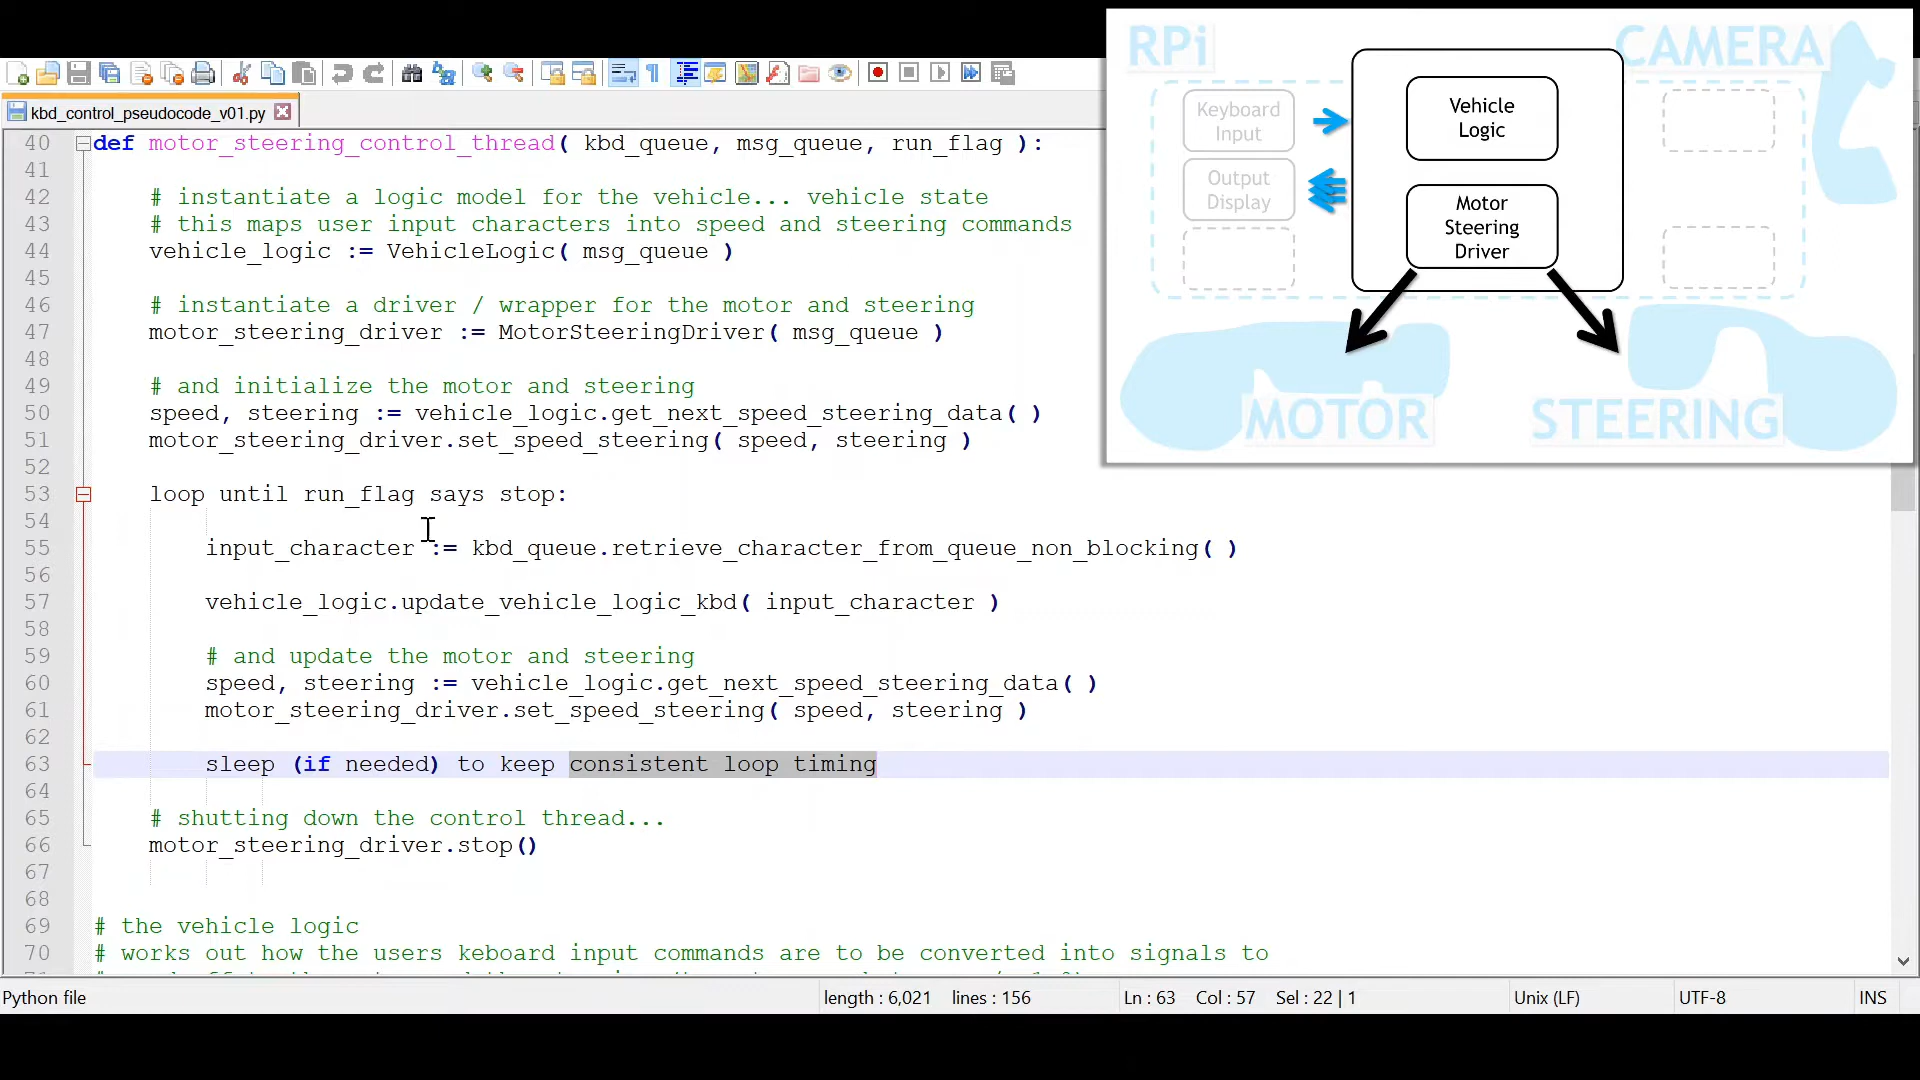 kbd_control_pseudocode_v01.py
40 def motor_steering_control_thread( kbd_queue, msg_queue, run_flag ):
41
42 # instantiate a logic model for the vehicle... vehicle state
43 # this maps user input characters into speed and steering commands
44 vehicle_logic := VehicleLogic( msg_queue )
45
46 # instantiate a driver / wrapper for the motor and steering
47 motor_steering_driver := MotorSteeringDriver( msg_queue )
48
49 # and initialize the motor and steering
50 speed, steering := vehicle_logic.get_next_speed_steering_data( )
51 motor_steering_driver.set_speed_steering( speed, steering )
52
53 loop until run_flag says stop:
54
55 input_character := kbd_queue.retrieve_character_from_queue_non_blocking( )
56
57 vehicle_logic.update_vehicle_logic_kbd( input_character )
58
59 # and update the motor and steering
60 speed, steering := vehicle_logic.get_next_speed_steering_data( )
61 motor_steering_driver.set_speed_steering( speed, steering )
62
63 sleep (if needed) to keep consistent loop timing
64
65 # shutting down the control thread...
66 motor_steering_driver.stop()
67
68
69 # the vehicle logic
70 # works out how the users keboard input commands are to be converted into signals to
RPi
CAMERA
Keyboard
Input
Output
Display
Vehicle
Logic
Motor
Steering
Driver
MOTOR
STEERING
Python file
length : 6,021 lines : 156
Ln : 63 Col : 57 Sel : 22 | 1
Unix (LF)
UTF-8
INS